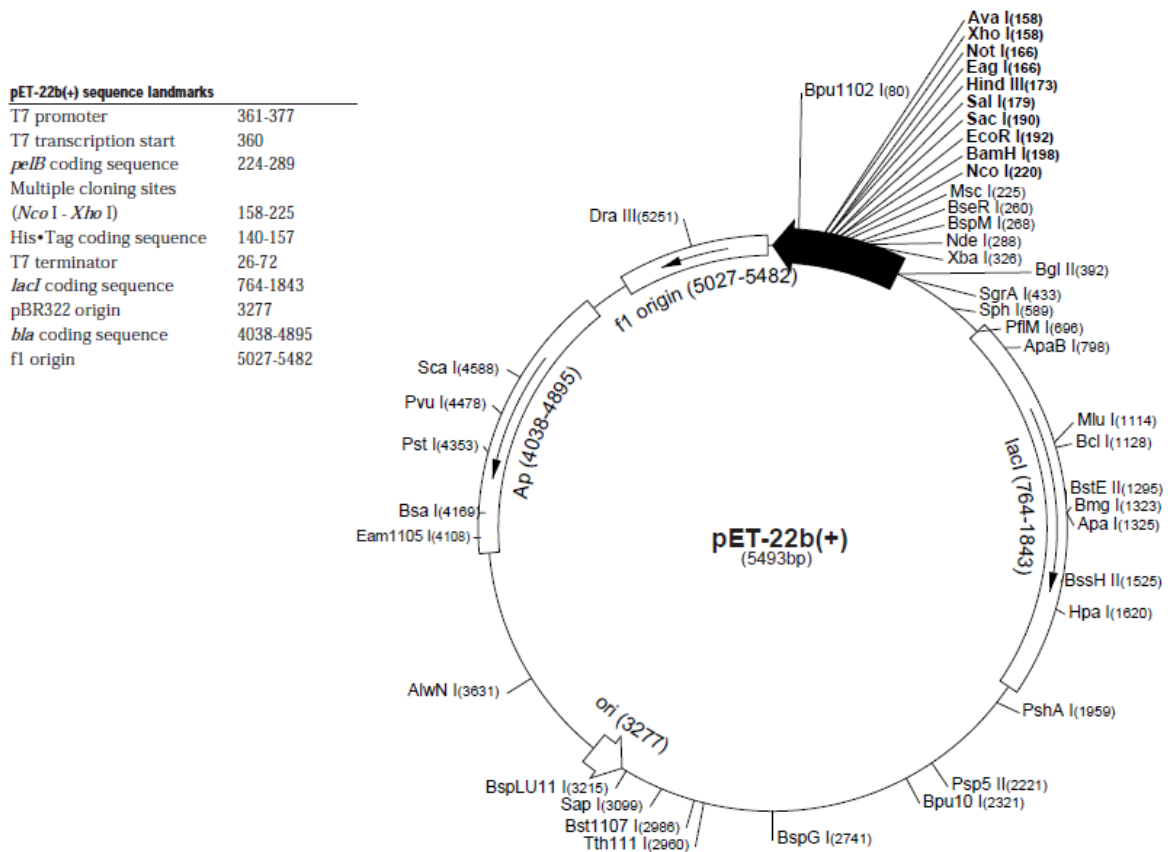 pET-22b(+) sequence landmarks
T7 promoter 361-377
T7 transcription start 360
pelB coding sequence 224-289
Multiple cloning sites
(Nco I - Xho I) 158-225
His•Tag coding sequence 140-157
T7 terminator 26-72
lacI coding sequence 764-1843
pBR322 origin 3277
bla coding sequence 4038-4895
f1 origin 5027-5482
Ava I(158)
Xho I(158)
Not I(166)
Eag I(166)
Hind III(173)
Sal I(179)
Sac I(190)
EcoR I(192)
BamH I(198)
Nco I(220)
Msc I(225)
BseR I(260)
BspM I(268)
Nde I(288)
Xba I(326)
Bgl II(392)
SgrA I(433)
Sph I(589)
PflM I(696)
ApaB I(798)
Mlu I(1114)
Bcl I(1128)
BstE II(1295)
Bmg I(1323)
Apa I(1325)
BssH II(1525)
Hpa I(1620)
PshA I(1959)
Psp5 II(2221)
Bpu10 I(2321)
BspG I(2741)
Tth111 I(2960)
Bst1107 I(2986)
Sap I(3099)
BspLU11 I(3215)
AlwN I(3631)
Eam1105 I(4108)
Bsa I(4169)
Pst I(4353)
Pvu I(4478)
Sca I(4588)
Dra III(5251)
Bpu1102 I(80)
f1 origin (5027-5482)
Ap (4038-4895)
lacI (764-1843)
ori (3277)
pET-22b(+)
(5493bp)